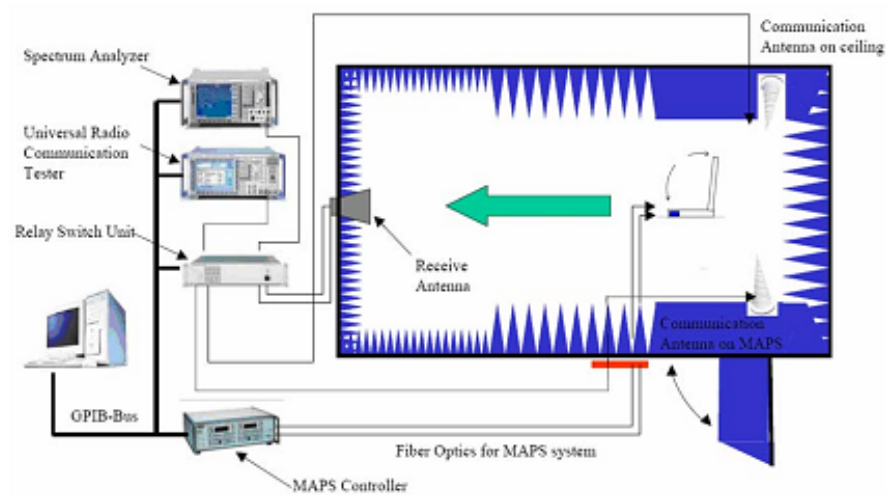 Communication
Antenna on ceiling
Spectrum Analyzer
Universal Radio
Communication
Tester
Relay Switch Unit
Receive
Antenna
Communication
Antenna on MAPS
GPIB-Bus
Fiber Optics for MAPS system
MAPS Controller